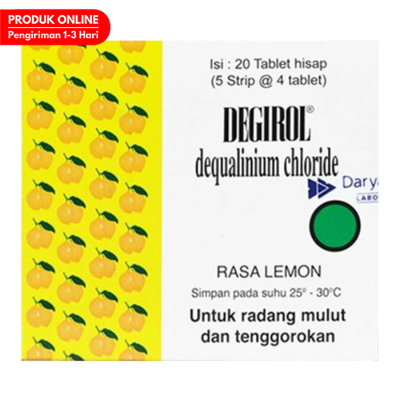 PRODUK ONLINE
Pengiriman 1-3 Hari
Isi : 20 Tablet hisap
(5 Strip @ 4 tablet)
DEGIROL®
dequalinium chloride
RASA LEMON
Simpan pada suhu 25° - 30°C
Untuk radang mulut
dan tenggorokan